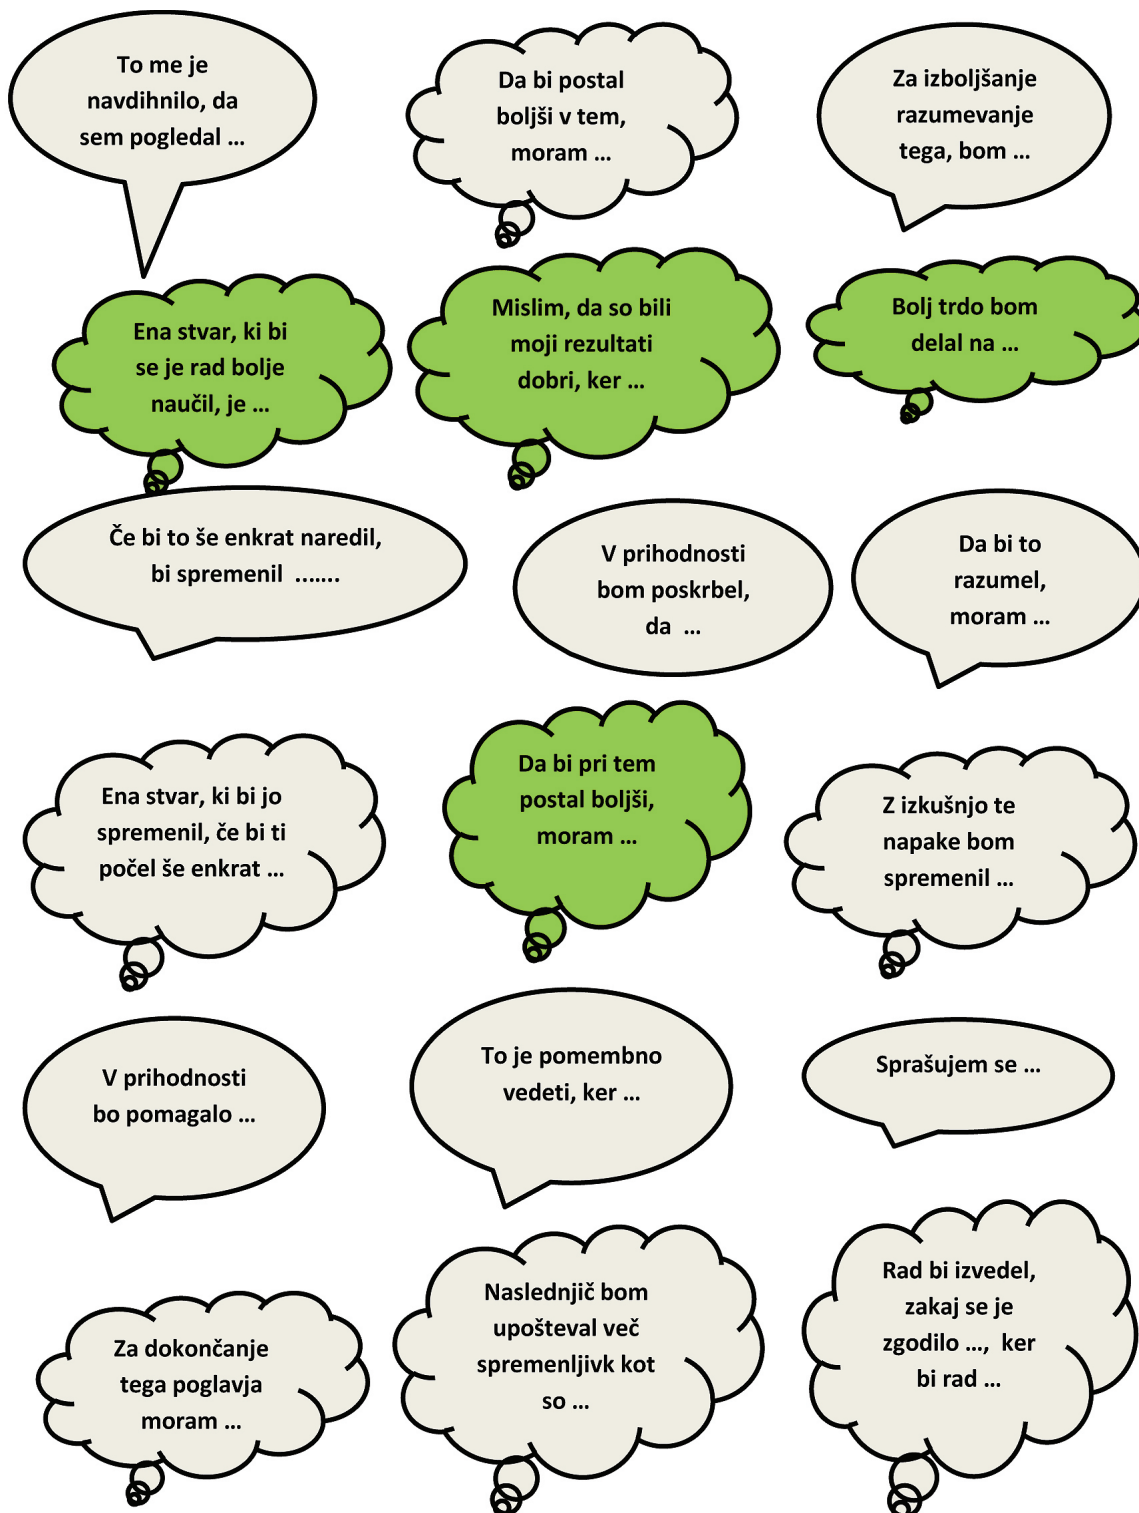 To me je
navdihnilo, da
sem pogledal …
Da bi postal
boljši v tem,
moram …
Za izboljšanje
razumevanje
tega, bom …
Ena stvar, ki bi
se je rad bolje
naučil, je …
Mislim, da so bili
moji rezultati
dobri, ker …
Bolj trdo bom
delal na …
Če bi to še enkrat naredil,
bi spremenil …….
V prihodnosti
bom poskrbel,
da …
Da bi to
razumel,
moram …
Ena stvar, ki bi jo
spremenil, če bi ti
počel še enkrat …
Da bi pri tem
postal boljši,
moram …
Z izkušnjo te
napake bom
spremenil …
V prihodnosti
bo pomagalo …
To je pomembno
vedeti, ker …
Sprašujem se …
Za dokončanje
tega poglavja
moram …
Naslednjič bom
upošteval več
spremenljivk kot
so …
Rad bi izvedel,
zakaj se je
zgodilo …, ker
bi rad …